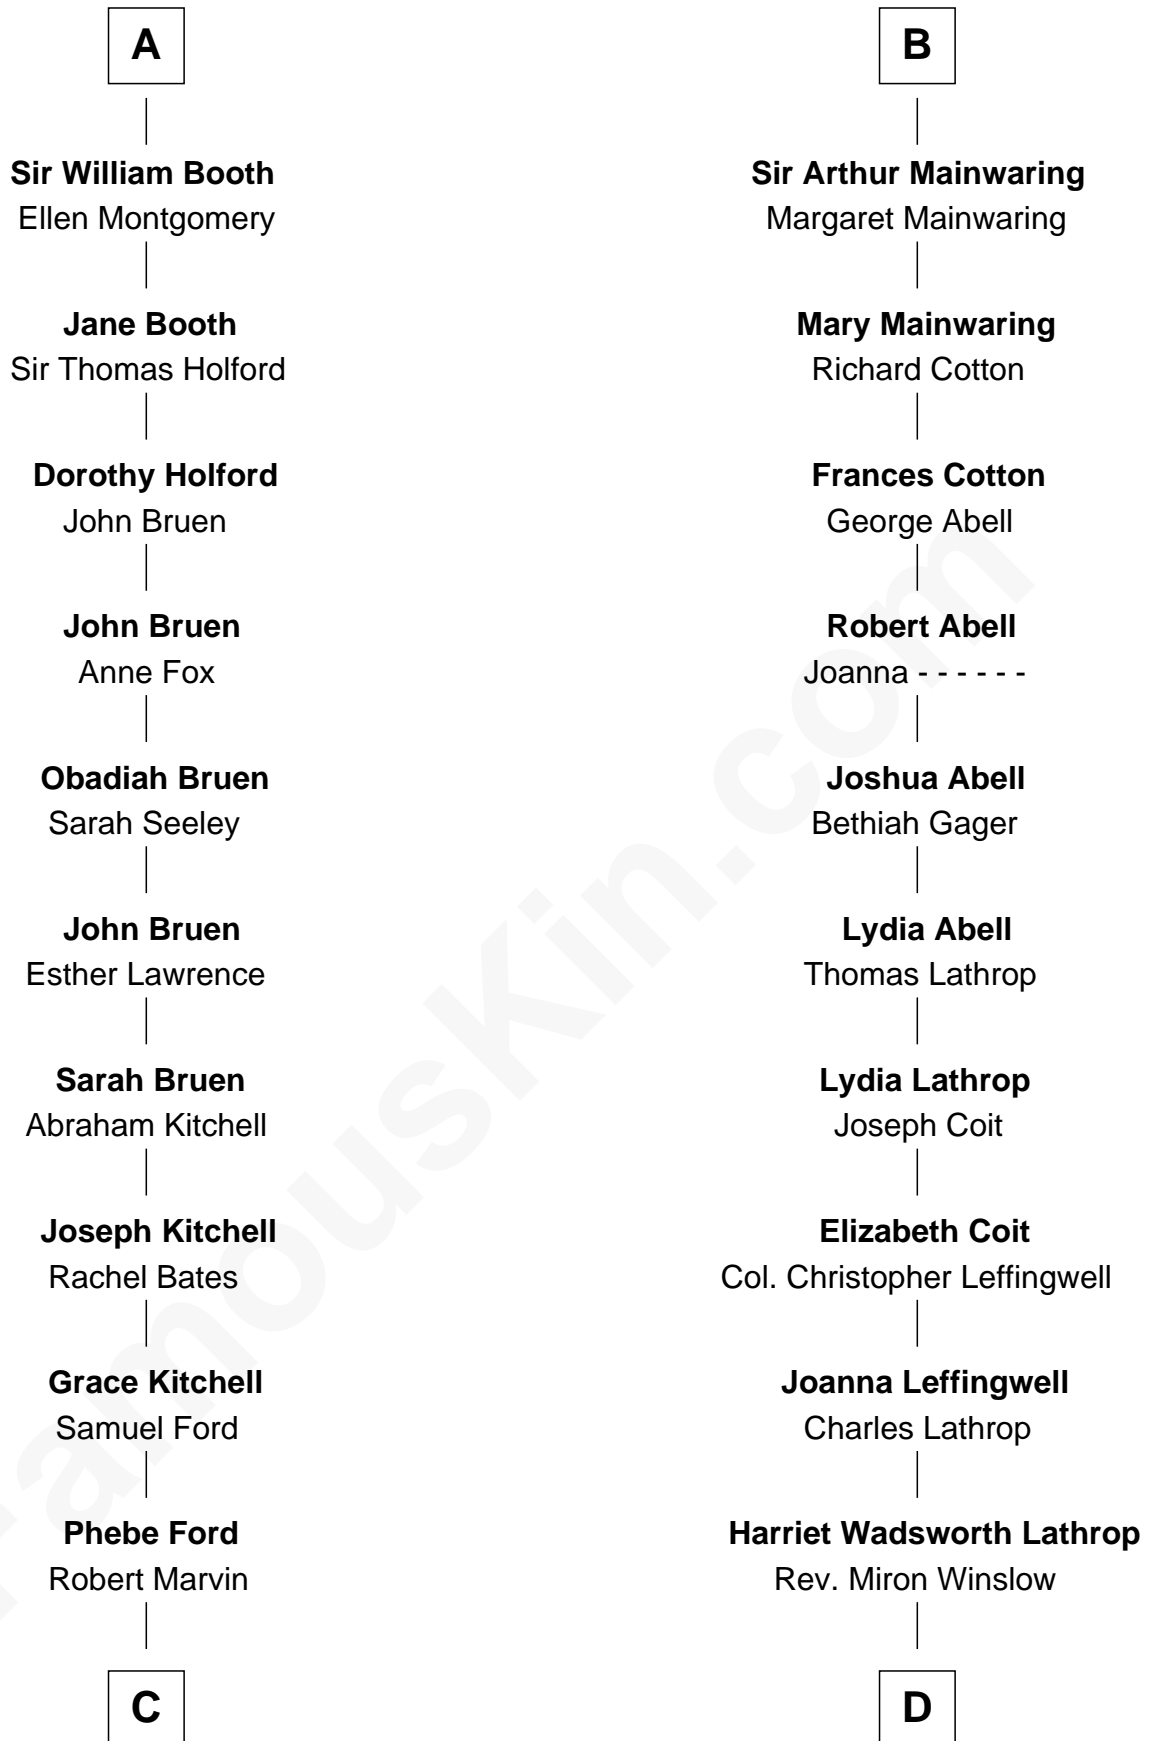 A
Sir William Booth
Ellen Montgomery
Jane Booth
Sir Thomas Holford
Dorothy Holford
John Bruen
John Bruen
Anne Fox
Obadiah Bruen
Sarah Seeley
John Bruen
Esther Lawrence
Sarah Bruen
Abraham Kitchell
Joseph Kitchell
Rachel Bates
Grace Kitchell
Samuel Ford
Phebe Ford
Robert Marvin
C
B
Sir Arthur Mainwaring
Margaret Mainwaring
Mary Mainwaring
Richard Cotton
Frances Cotton
George Abell
Robert Abell
Joanna - - - - - -
Joshua Abell
Bethiah Gager
Lydia Abell
Thomas Lathrop
Lydia Lathrop
Joseph Coit
Elizabeth Coit
Col. Christopher Leffingwell
Joanna Leffingwell
Charles Lathrop
Harriet Wadsworth Lathrop
Rev. Miron Winslow
D
FamousKin.com